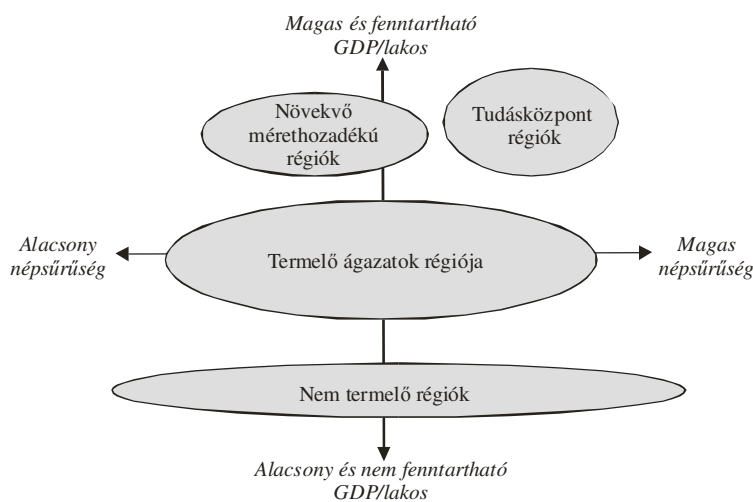 Magas és fenntartható
GDP/lakos
Növekvő
mérethozadékú
régiók
Tudásközpont
régiók
Alacsony
népsűrűség
Termelő ágazatok régiója
Magas
népsűrűség
Nem termelő régiók
Alacsony és nem fenntartható
GDP/lakos